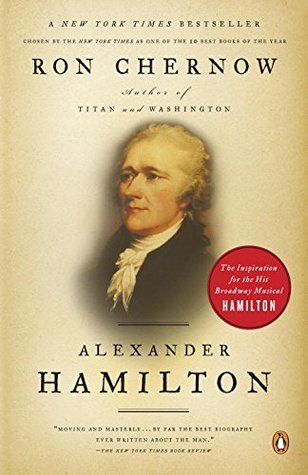 A NEW YORK TIMES BESTSELLER
CHOSEN BY THE NEW YORK TIMES AS ONE OF THE 10 BEST BOOKS OF THE YEAR
RON CHERNOW
Author of
TITAN and WASHINGTON
The Inspiration
for the Hit
Broadway Musical
HAMILTON
ALEXANDER
HAMILTON
"MOVING AND MASTERLY... BY FAR THE BEST BIOGRAPHY
EVER WRITTEN ABOUT THE MAN." —THE NEW YORK TIMES BOOK REVIEW